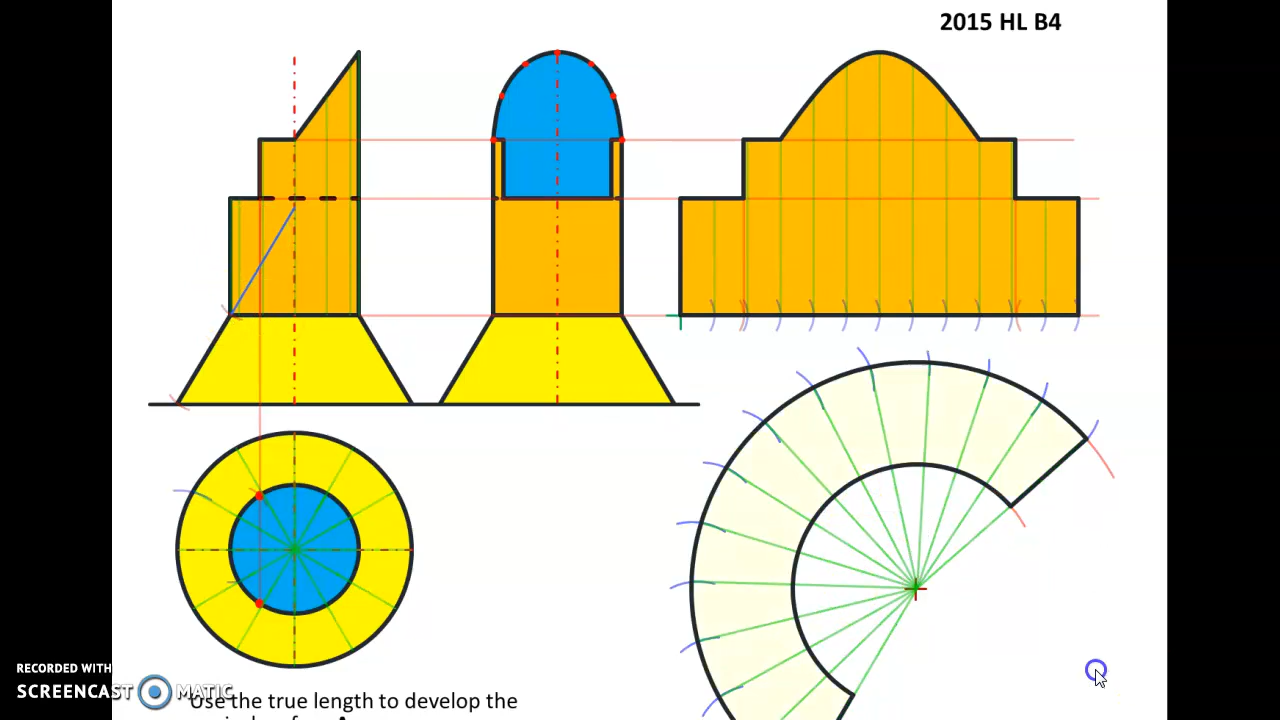 2015 HL B4
RECORDED WITH
SCREENCAST MATIC
Use the true length to develop the